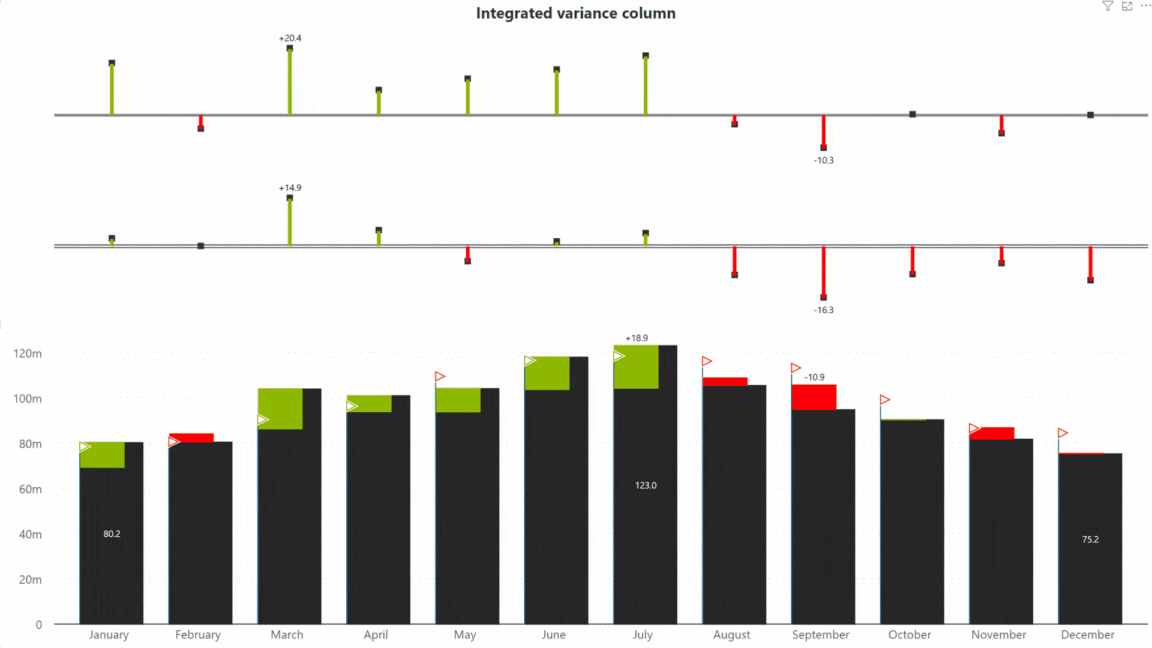 Integrated variance column
+20.4
-10.3
+14.9
-16.3
+18.9
-10.9
120m
100m
80m
60m
40m
20m
0
80.2
123.0
75.2
January February March April May June July August September October November December